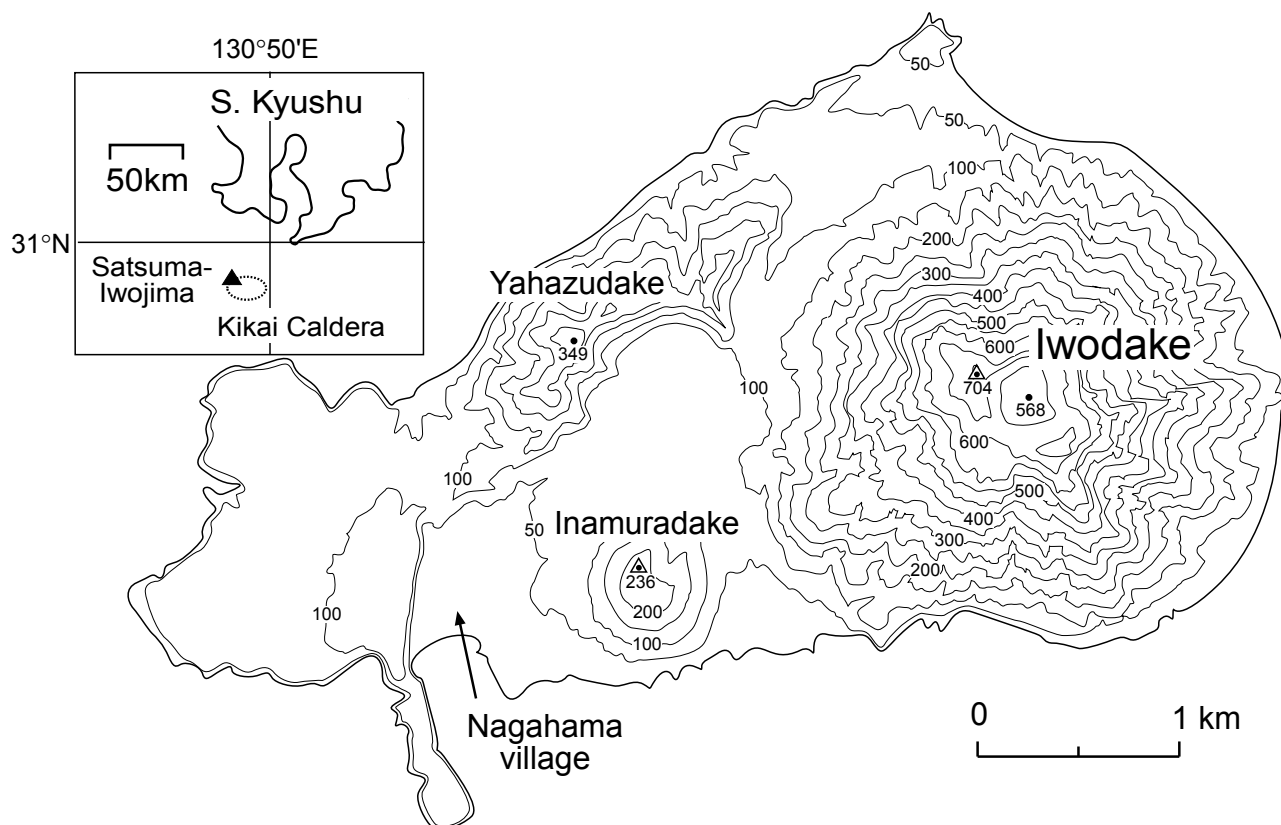 130°50'E
S. Kyushu
50km
31°N
Satsuma-
Iwojima
Kikai Caldera
50
50
100
200
300
400
500
600
Iwodake
704
568
600
500
400
300
200
Yahazudake
349
100
100
50
Inamuradake
236
200
100
100
Nagahama
village
0
1 km